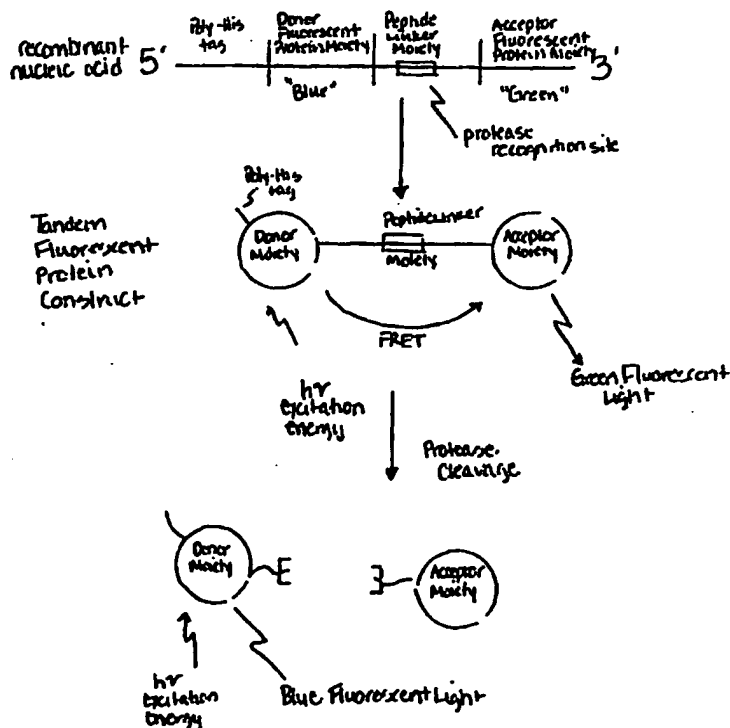 recombinant
nucleic acid
5'
Poly-His
tag
Donor
Fluorescent
Protein Moiety
"Blue"
Peptide
Linker
Moiety
Acceptor
Fluorescent
Protein Moiety
"Green"
3'
protease
recognition site
Tandem
Fluorescent
Protein
Construct
Poly-His
tag
Donor
Moiety
Peptide Linker
Moiety
Acceptor
Moiety
FRET
hν
excitation
energy
Green Fluorescent
Light
Protease
Cleavage
Donor
Moiety
Acceptor
Moiety
hν
excitation
energy
Blue Fluorescent Light